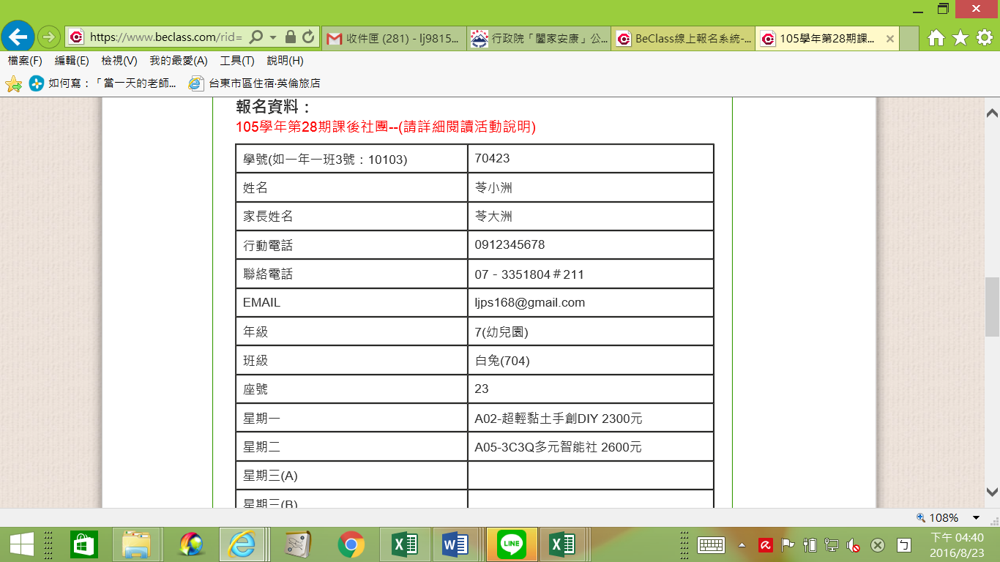 https://www.beclass.com/rid=
收件匣 (281) - lj9815...
行政院「闔家安康」公...
BeClass線上報名系統-...
105學年第28期課...
檔案(F) 編輯(E) 檢視(V) 我的最愛(A) 工具(T) 說明(H)
如何寫：「當一天的老師... 台東市區住宿‧英倫旅店
報名資料：
105學年第28期課後社團--(請詳細閱讀活動說明)
學號(如一年一班3號：10103) 70423
姓名 苓小洲
家長姓名 苓大洲
行動電話 0912345678
聯絡電話 07－3351804＃211
EMAIL ljps168@gmail.com
年級 7(幼兒園)
班級 白兔(704)
座號 23
星期一 A02-超輕黏土手創DIY 2300元
星期二 A05-3C3Q多元智能社 2600元
星期三(A)
星期三(B)
108%
LINE
下午 04:40
2016/8/23